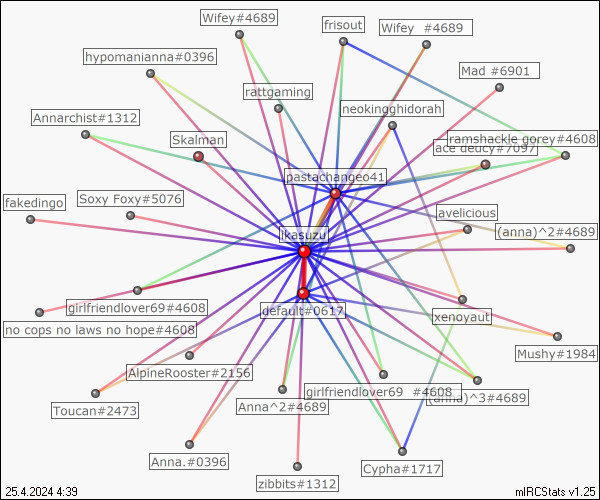 Wifey#4689
frisout
Wifey  #4689
hypomanianna#0396
Mad #6901
rattgaming
neokingghidorah
Annarchist#1312
Skalman
ramshackle gorey#4608
ace deucy#7097
pastachangeo41
fakedingo
Soxy Foxy#5076
avelicious
(anna)^2#4689
ikasuzu
girlfriendlover69#4608
default#0617
xenoyaut
no cops no laws no hope#4608
Mushy#1984
AlpineRooster#2156
girlfriendlover69  #4608
(anna)^3#4689
Toucan#2473
Anna^2#4689
Anna.#0396
Cypha#1717
zibbits#1312
25.4.2024 4:39
mIRCStats v1.25